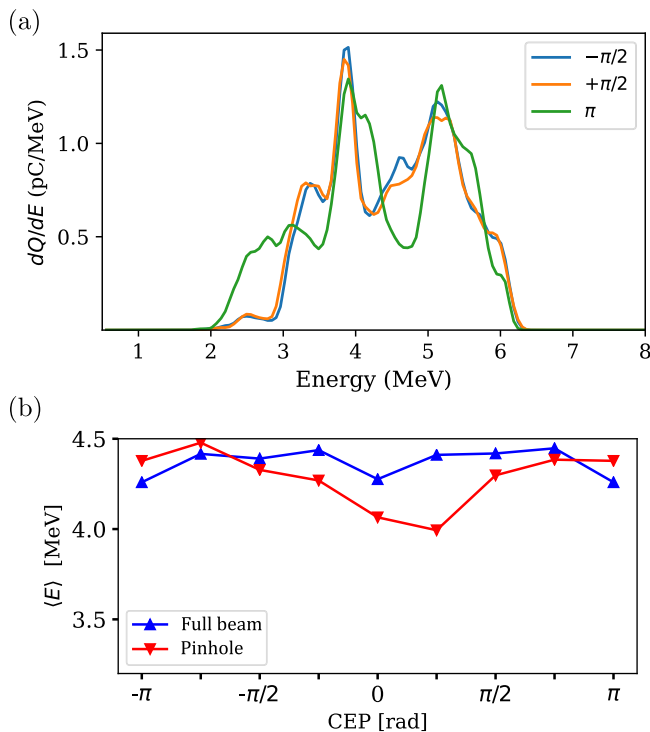 (a)
1.5
1.0
0.5
dQ/dE (pC/MeV)
−π/2
+π/2
π
1 2 3 4 5 6 7 8
Energy (MeV)
(b)
4.5
4.0
3.5
⟨E⟩ [MeV]
Full beam
Pinhole
-π -π/2 0 π/2 π
CEP [rad]